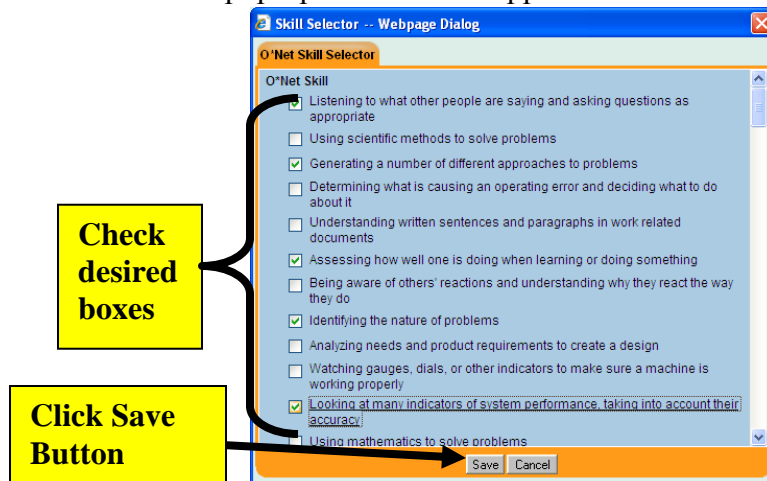 Skill Selector -- Webpage Dialog
O*Net Skill Selector
O*Net Skill
Listening to what other people are saying and asking questions as
appropriate
Using scientific methods to solve problems
Generating a number of different approaches to problems
Determining what is causing an operating error and deciding what to do
about it
Understanding written sentences and paragraphs in work related
documents
Assessing how well one is doing when learning or doing something
Being aware of others' reactions and understanding why they react the way
they do
Identifying the nature of problems
Analyzing needs and product requirements to create a design
Watching gauges, dials, or other indicators to make sure a machine is
working properly
Looking at many indicators of system performance, taking into account their
accuracy
Using mathematics to solve problems
Save Cancel
Check
desired
boxes
Click Save
Button